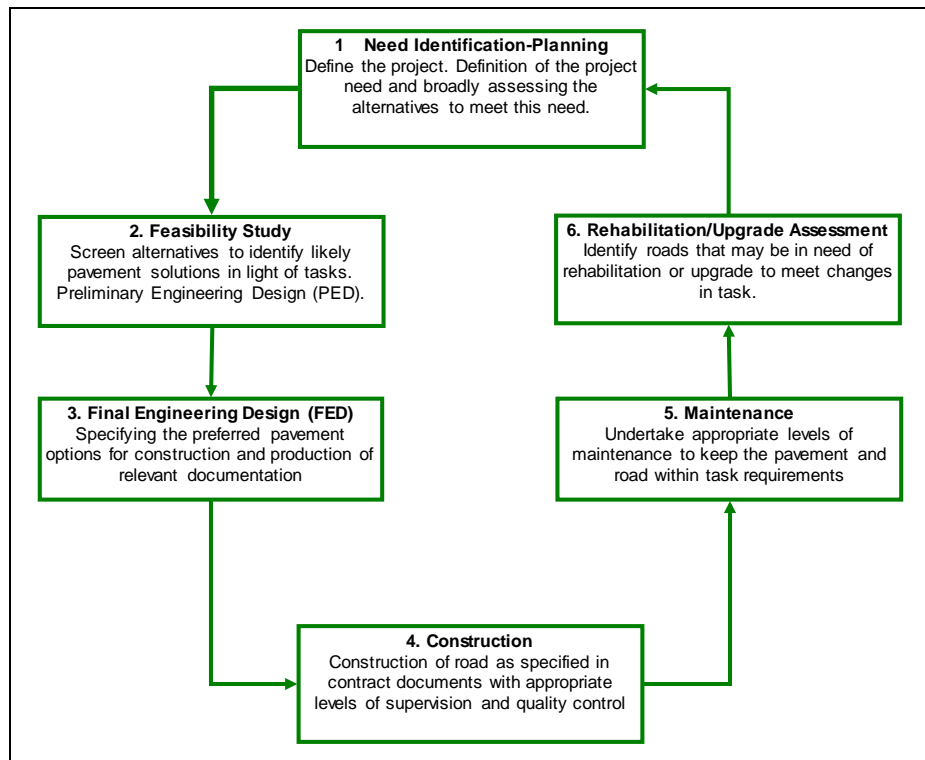 1 Need Identification-Planning
Define the project. Definition of the project
need and broadly assessing the
alternatives to meet this need.
2. Feasibility Study
Screen alternatives to identify likely
pavement solutions in light of tasks.
Preliminary Engineering Design (PED).
3. Final Engineering Design (FED)
Specifying the preferred pavement
options for construction and production of
relevant documentation
4. Construction
Construction of road as specified in
contract documents with appropriate
levels of supervision and quality control
5. Maintenance
Undertake appropriate levels of
maintenance to keep the pavement and
road within task requirements
6. Rehabilitation/Upgrade Assessment
Identify roads that may be in need of
rehabilitation or upgrade to meet changes
in task.